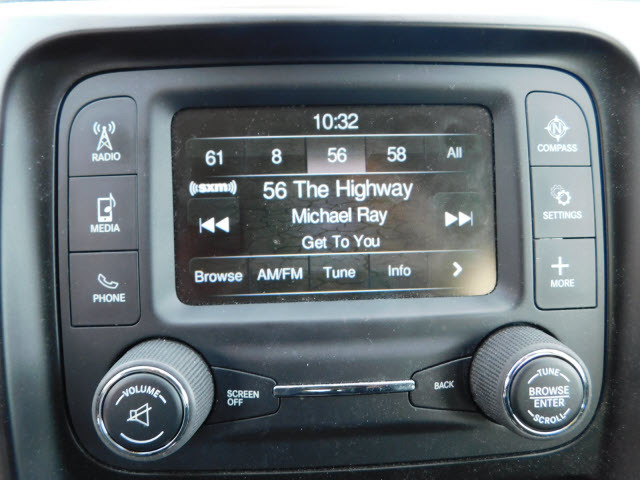 10:32
61 8 56 58 All
((sxm)) 56 The Highway
Michael Ray
Get To You
Browse AM/FM Tune Info >
RADIO
MEDIA
PHONE
N
COMPASS
SETTINGS
+
MORE
VOLUME
SCREEN
OFF
BACK
TUNE
BROWSE
ENTER
SCROLL